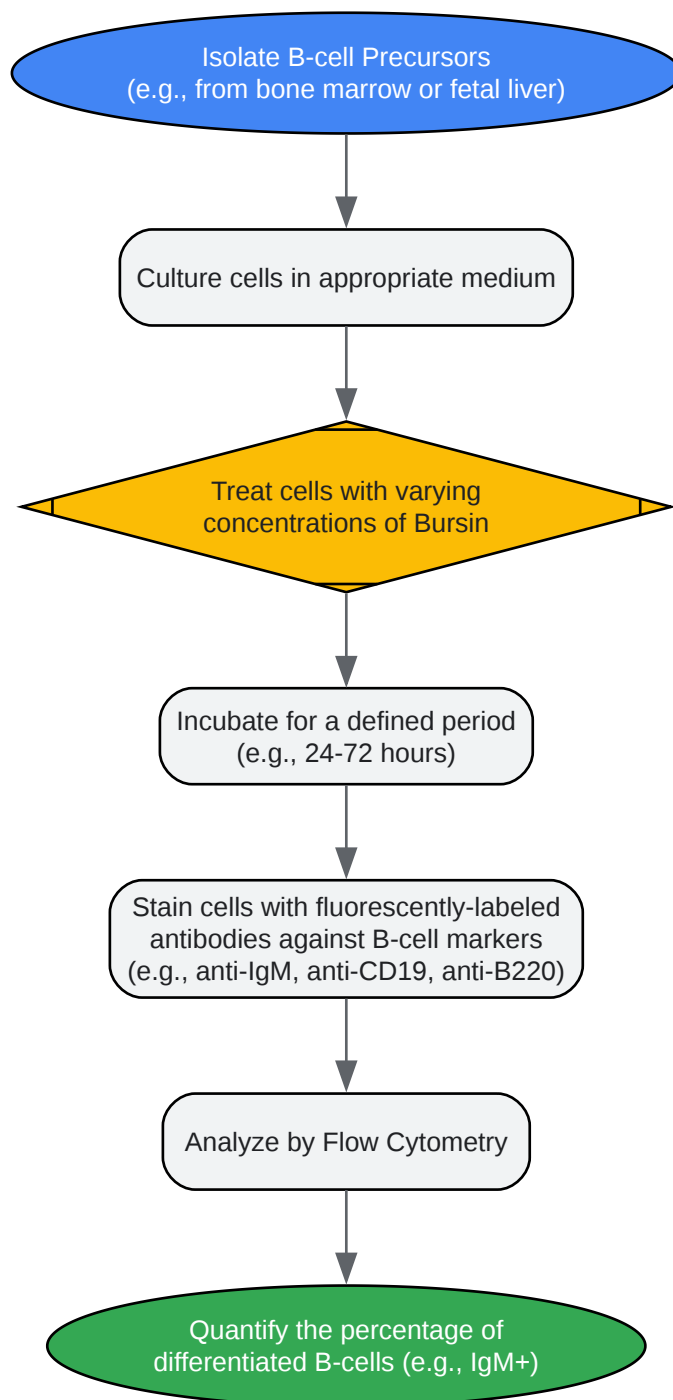 Isolate B-cell Precursors
(e.g., from bone marrow or fetal liver)
Culture cells in appropriate medium
Treat cells with varying
concentrations of Bursin
Incubate for a defined period
(e.g., 24-72 hours)
Stain cells with fluorescently-labeled
antibodies against B-cell markers
(e.g., anti-IgM, anti-CD19, anti-B220)
Analyze by Flow Cytometry
Quantify the percentage of
differentiated B-cells (e.g., IgM+)